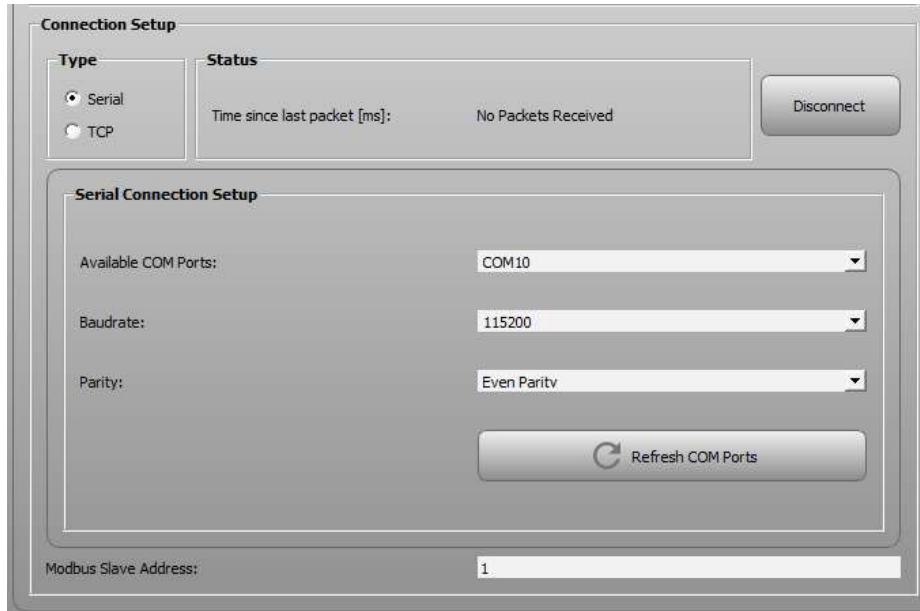 Connection Setup
Type
Status
Serial
TCP
Time since last packet [ms]:
No Packets Received
Disconnect
Serial Connection Setup
Available COM Ports:
COM10
Baudrate:
115200
Parity:
Even Parity
Refresh COM Ports
Modbus Slave Address:
1